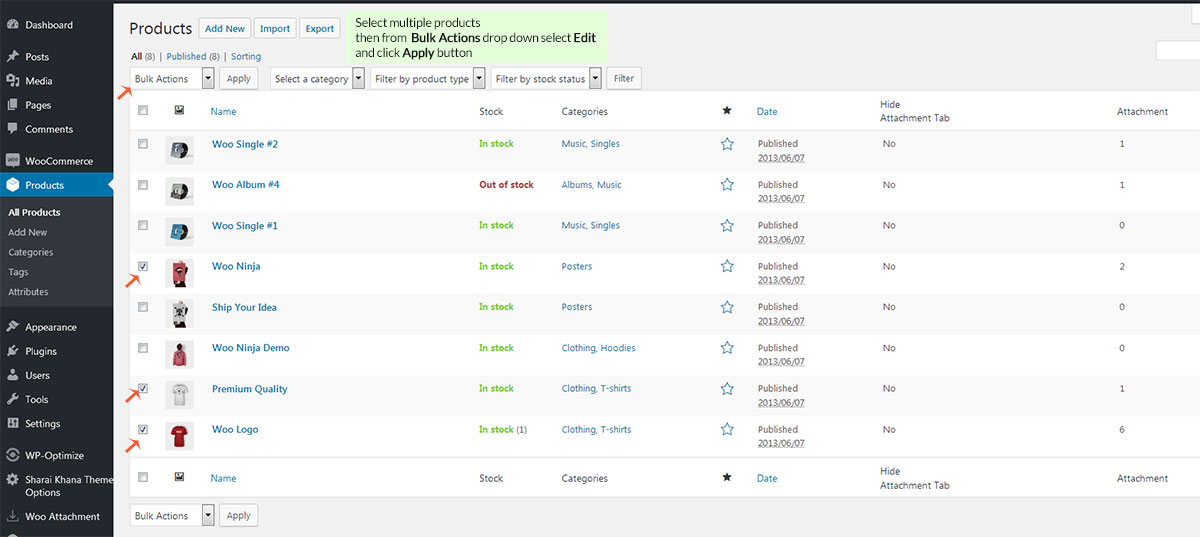 Dashboard
Posts
Media
Pages
Comments
WooCommerce
Products
All Products
Add New
Categories
Tags
Attributes
Appearance
Plugins
Users
Tools
Settings
WP-Optimize
Sharai Khana Theme
Options
Woo Attachment
Products Add New Import Export
Select multiple products
then from Bulk Actions drop down select Edit
and click Apply button
All (8) | Published (8) | Sorting
Bulk Actions Apply Select a category Filter by product type Filter by stock status Filter
Name Stock Categories Date Hide Attachment Tab Attachment
Woo Single #2 In stock Music, Singles Published No 1
2013/06/07
Woo Album #4 Out of stock Albums, Music Published No 1
2013/06/07
Woo Single #1 In stock Music, Singles Published No 0
2013/06/07
Woo Ninja In stock Posters Published No 2
2013/06/07
Ship Your Idea In stock Posters Published No 0
2013/06/07
Woo Ninja Demo In stock Clothing, Hoodies Published No 0
2013/06/07
Premium Quality In stock Clothing, T-shirts Published No 1
2013/06/07
Woo Logo In stock (1) Clothing, T-shirts Published No 6
2013/06/07
Name Stock Categories Date Hide Attachment Tab Attachment
Bulk Actions Apply